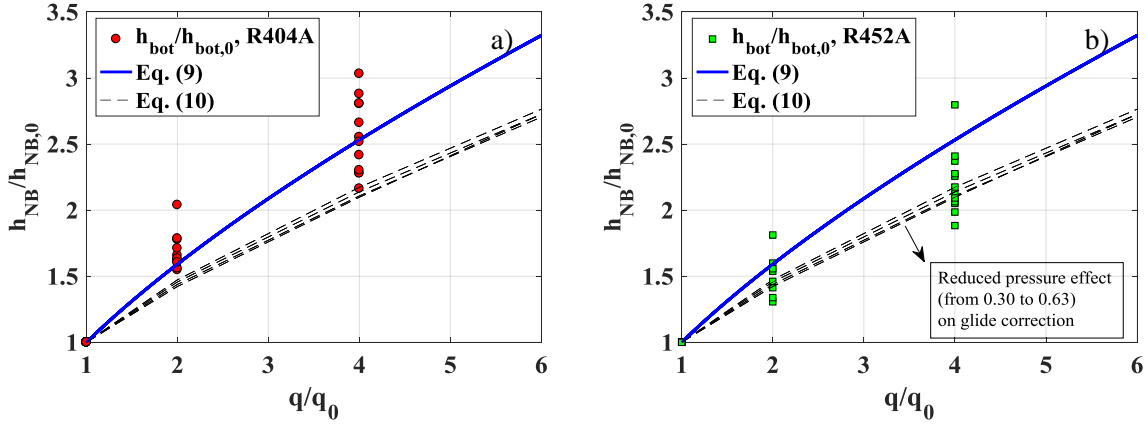 3.5
3
2.5
2
1.5
1
h_NB/h_NB,0
h_bot/h_bot,0, R404A
Eq. (9)
Eq. (10)
a)
1 2 3 4 5 6
q/q_0
3.5
3
2.5
2
1.5
1
h_NB/h_NB,0
h_bot/h_bot,0, R452A
Eq. (9)
Eq. (10)
b)
Reduced pressure effect
(from 0.30 to 0.63)
on glide correction
1 2 3 4 5 6
q/q_0